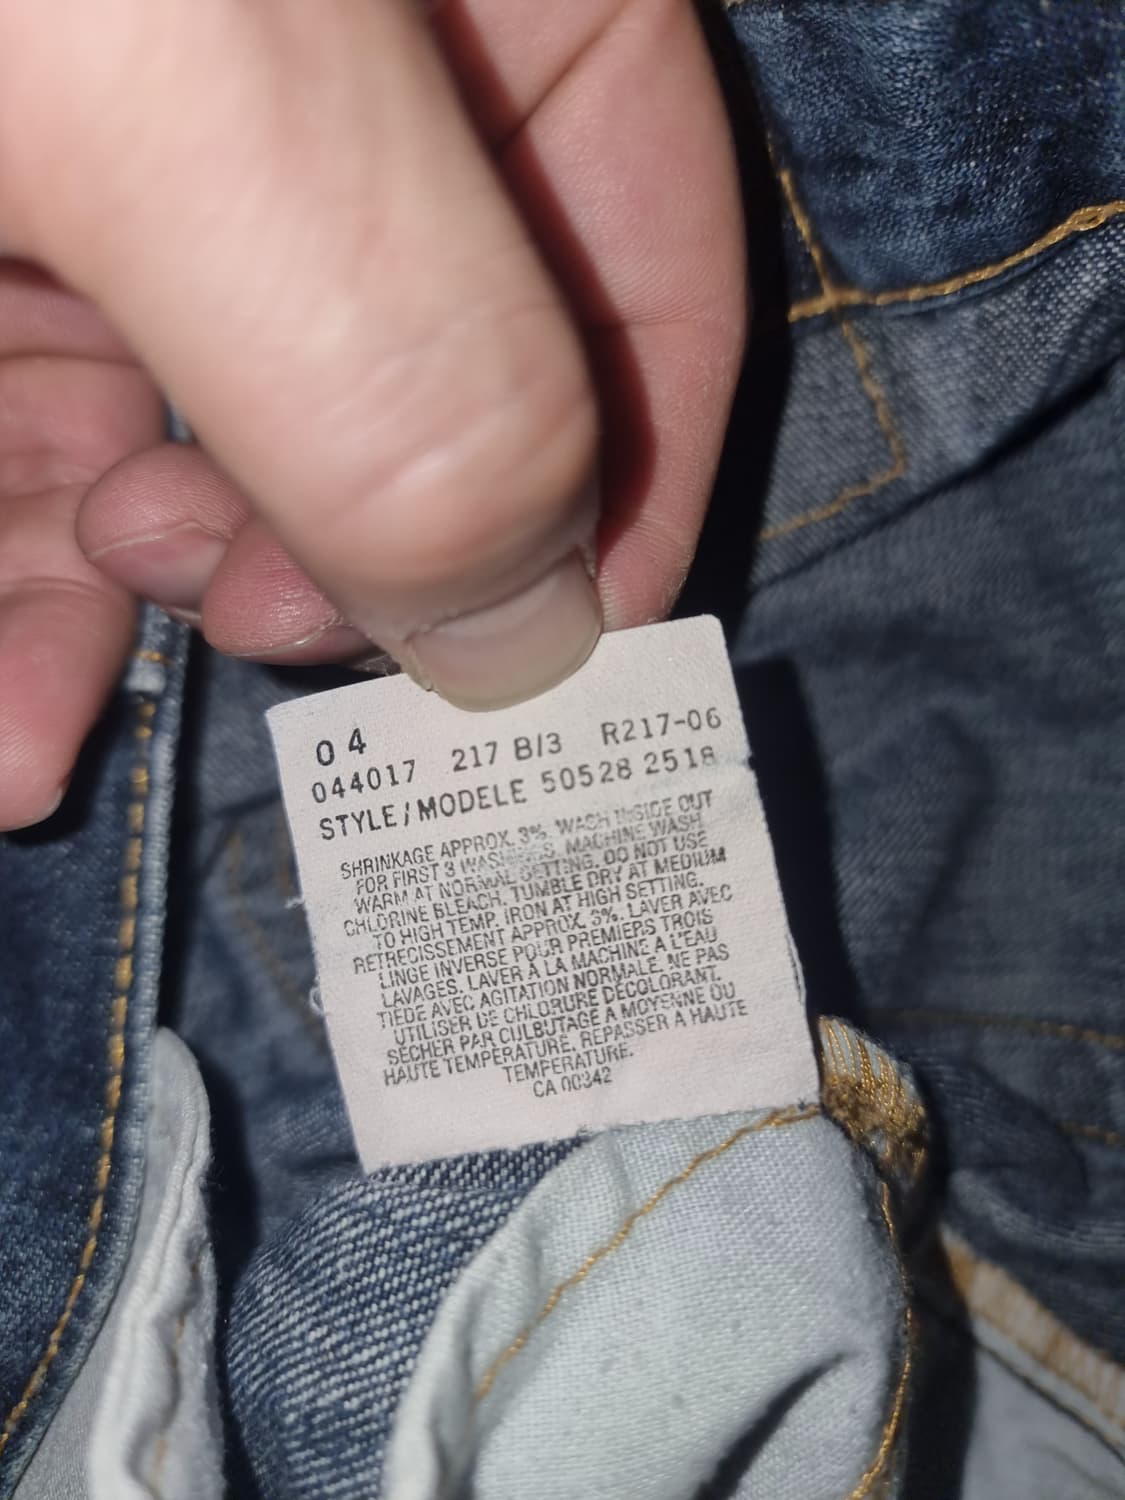 04
044017 217 B/3 R217-06
STYLE/MODELE 50528 2518
SHRINKAGE APPROX. 3%. WASH INSIDE OUT
FOR FIRST 3 WASHINGS. MACHINE WASH
WARM AT NORMAL SETTING. DO NOT USE
CHLORINE BLEACH. TUMBLE DRY AT MEDIUM
TO HIGH TEMP. IRON AT HIGH SETTING.
RETRECISSEMENT APPROX. 3%. LAVER AVEC
LINGE INVERSE POUR PREMIERS TROIS
LAVAGES. LAVER À LA MACHINE A L'EAU
TIEDE AVEC AGITATION NORMALE. NE PAS
UTILISER DE CHLORURE DECOLORANT.
SECHER PAR CULBUTAGE A MOYENNE OU
HAUTE TEMPERATURE. REPASSER A HAUTE
TEMPERATURE.
CA 00342